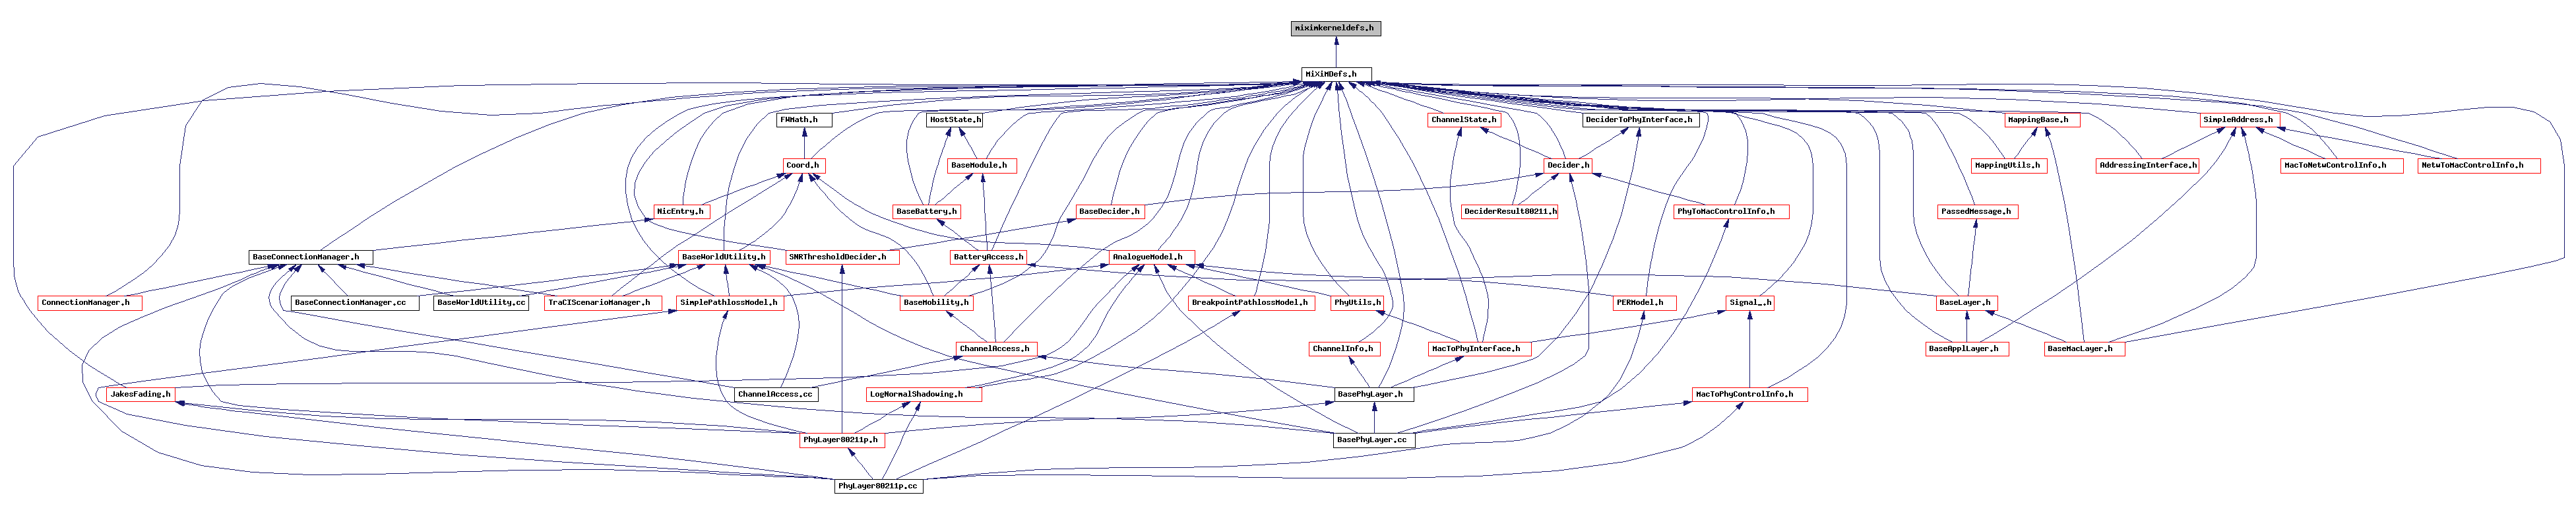 miximkerneldefs.h
MiXiMDefs.h
FWMath.h
HostState.h
ChannelState.h
DeciderToPhyInterface.h
MappingBase.h
SimpleAddress.h
Coord.h
BaseModule.h
Decider.h
MappingUtils.h
AddressingInterface.h
MacToNetwControlInfo.h
NetwToMacControlInfo.h
NicEntry.h
BaseBattery.h
BaseDecider.h
DeciderResult80211.h
PhyToMacControlInfo.h
PassedMessage.h
BaseConnectionManager.h
BaseWorldUtility.h
SNRThresholdDecider.h
BatteryAccess.h
AnalogueModel.h
ConnectionManager.h
BaseConnectionManager.cc
BaseWorldUtility.cc
TraCIScenarioManager.h
SimplePathlossModel.h
BaseMobility.h
BreakpointPathlossModel.h
PhyUtils.h
PERModel.h
Signal_.h
BaseLayer.h
ChannelAccess.h
ChannelInfo.h
MacToPhyInterface.h
BaseApplLayer.h
BaseMacLayer.h
JakesFading.h
ChannelAccess.cc
LogNormalShadowing.h
BasePhyLayer.h
MacToPhyControlInfo.h
PhyLayer80211p.h
BasePhyLayer.cc
PhyLayer80211p.cc